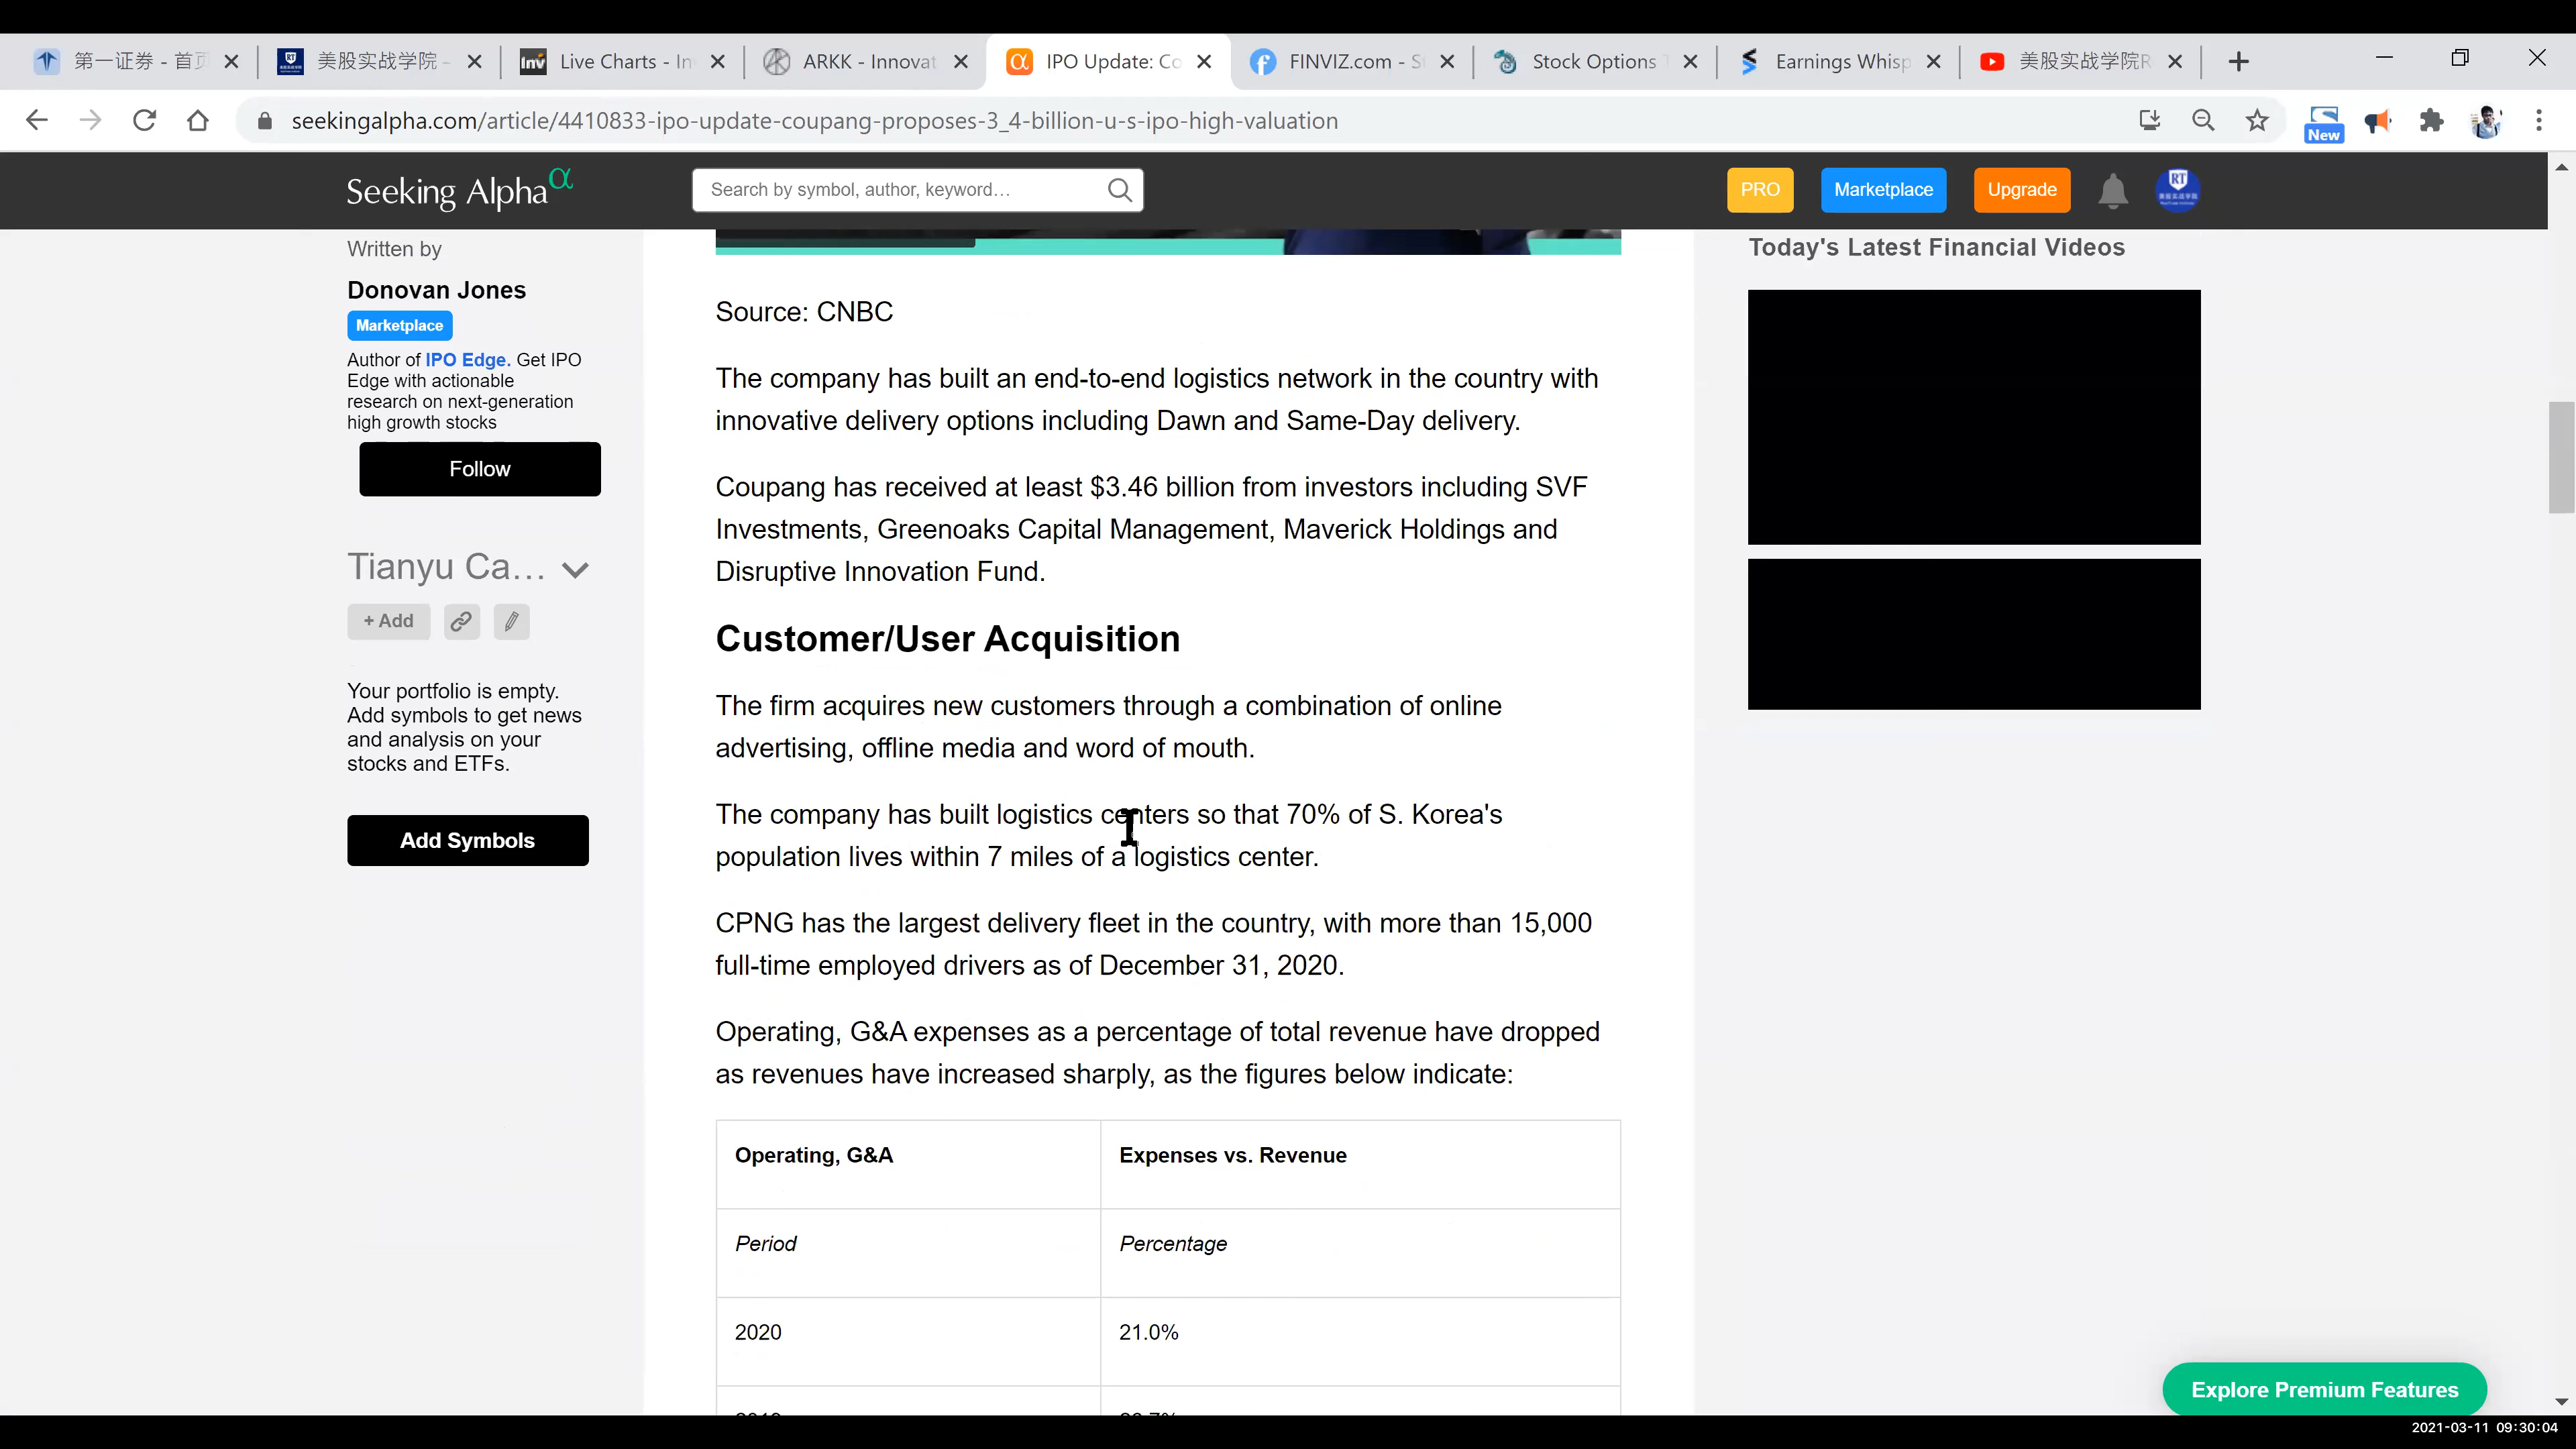 第一证券 - 首页
美股实战学院 -
Live Charts - In
ARKK - Innovat
IPO Update: Co
FINVIZ.com - S
Stock Options T
Earnings Whisp
美股实战学院R
seekingalpha.com/article/4410833-ipo-update-coupang-proposes-3_4-billion-u-s-ipo-high-valuation
New
Seeking Alpha α
Search by symbol, author, keyword...
PRO
Marketplace
Upgrade
Written by
Donovan Jones
Marketplace
Author of IPO Edge. Get IPO
Edge with actionable
research on next-generation
high growth stocks
Follow
Tianyu Ca...
+ Add
Your portfolio is empty.
Add symbols to get news
and analysis on your
stocks and ETFs.
Add Symbols
Source: CNBC
The company has built an end-to-end logistics network in the country with
innovative delivery options including Dawn and Same-Day delivery.
Coupang has received at least $3.46 billion from investors including SVF
Investments, Greenoaks Capital Management, Maverick Holdings and
Disruptive Innovation Fund.
Customer/User Acquisition
The firm acquires new customers through a combination of online
advertising, offline media and word of mouth.
The company has built logistics centers so that 70% of S. Korea's
population lives within 7 miles of a logistics center.
CPNG has the largest delivery fleet in the country, with more than 15,000
full-time employed drivers as of December 31, 2020.
Operating, G&A expenses as a percentage of total revenue have dropped
as revenues have increased sharply, as the figures below indicate:
Operating, G&A
Expenses vs. Revenue
Period
Percentage
2020
21.0%
Today's Latest Financial Videos
Explore Premium Features
2021-03-11 09:30:04